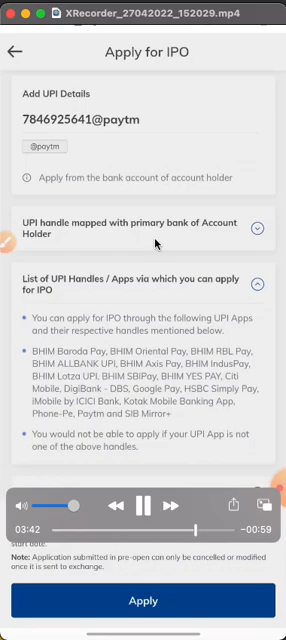 XRecorder_27042022_152029.mp4
Apply for IPO
Add UPI Details
7846925641@paytm
@paytm
Apply from the bank account of account holder
UPI handle mapped with primary bank of Account
Holder
List of UPI Handles / Apps via which you can apply
for IPO
You can apply for IPO through the following UPI Apps
and their respective handles mentioned below.
BHIM Baroda Pay, BHIM Oriental Pay, BHIM RBL Pay,
BHIM ALLBANK UPI, BHIM Axis Pay, BHIM IndusPay,
BHIM Lotza UPI, BHIM SBIPay, BHIM YES PAY, Citi
Mobile, DigiBank - DBS, Google Pay, HSBC Simply Pay,
iMobile by ICICI Bank, Kotak Mobile Banking App,
Phone-Pe, Paytm and SIB Mirror+
You would not be able to apply if your UPI App is not
one of the above handles.
03:42
-00:59
start date.
Note: Application submitted in pre-open can only be cancelled or modified
once it is sent to exchange.
Apply